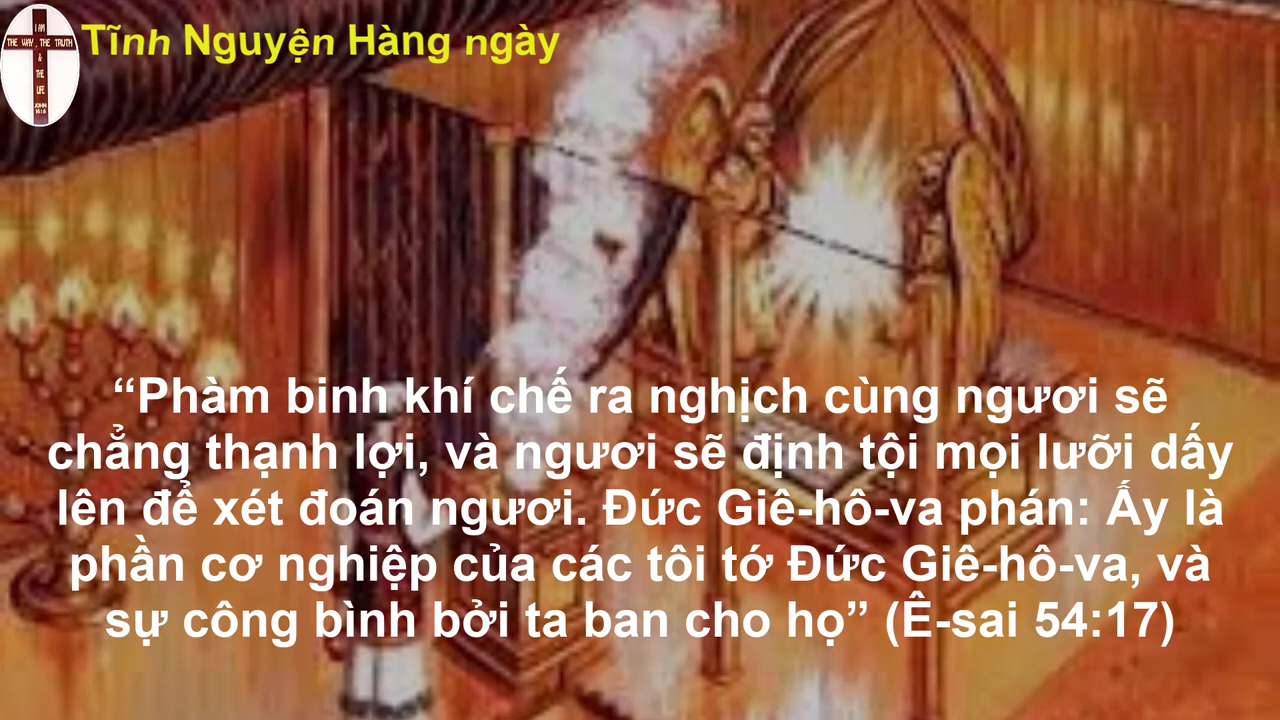 I AM
THE WAY, THE TRUTH
&
THE
LIFE
JOHN
14:6
Tĩnh Nguyện Hàng ngày
“Phàm binh khí chế ra nghịch cùng ngươi sẽ
chẳng thạnh lợi, và ngươi sẽ định tội mọi lưỡi dấy
lên để xét đoán ngươi. Đức Giê-hô-va phán: Ấy là
phần cơ nghiệp của các tôi tớ Đức Giê-hô-va, và
sự công bình bởi ta ban cho họ” (Ê-sai 54:17)